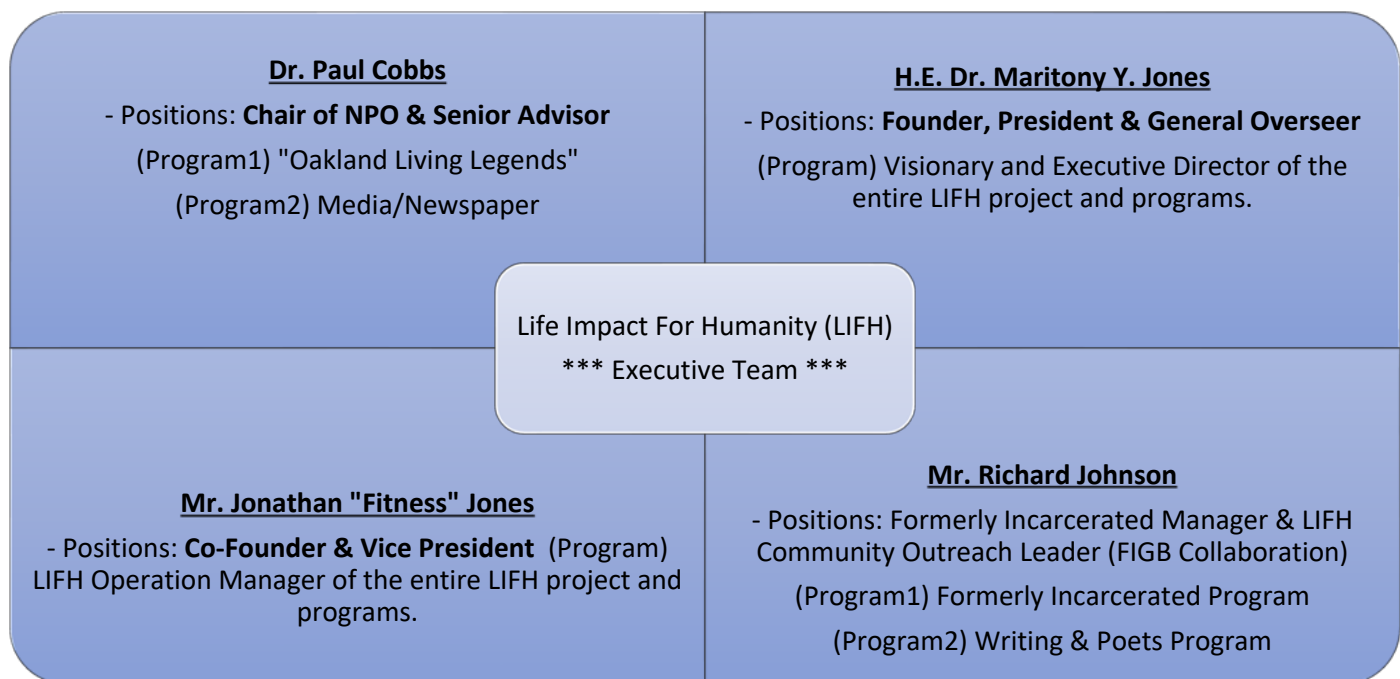 Dr. Paul Cobbs
- Positions: Chair of NPO & Senior Advisor
(Program1) "Oakland Living Legends"
(Program2) Media/Newspaper
H.E. Dr. Maritony Y. Jones
- Positions: Founder, President & General Overseer
(Program) Visionary and Executive Director of the
entire LIFH project and programs.
Life Impact For Humanity (LIFH)
*** Executive Team ***
Mr. Jonathan "Fitness" Jones
- Positions: Co-Founder & Vice President (Program)
LIFH Operation Manager of the entire LIFH project and
programs.
Mr. Richard Johnson
- Positions: Formerly Incarcerated Manager & LIFH
Community Outreach Leader (FIGB Collaboration)
(Program1) Formerly Incarcerated Program
(Program2) Writing & Poets Program